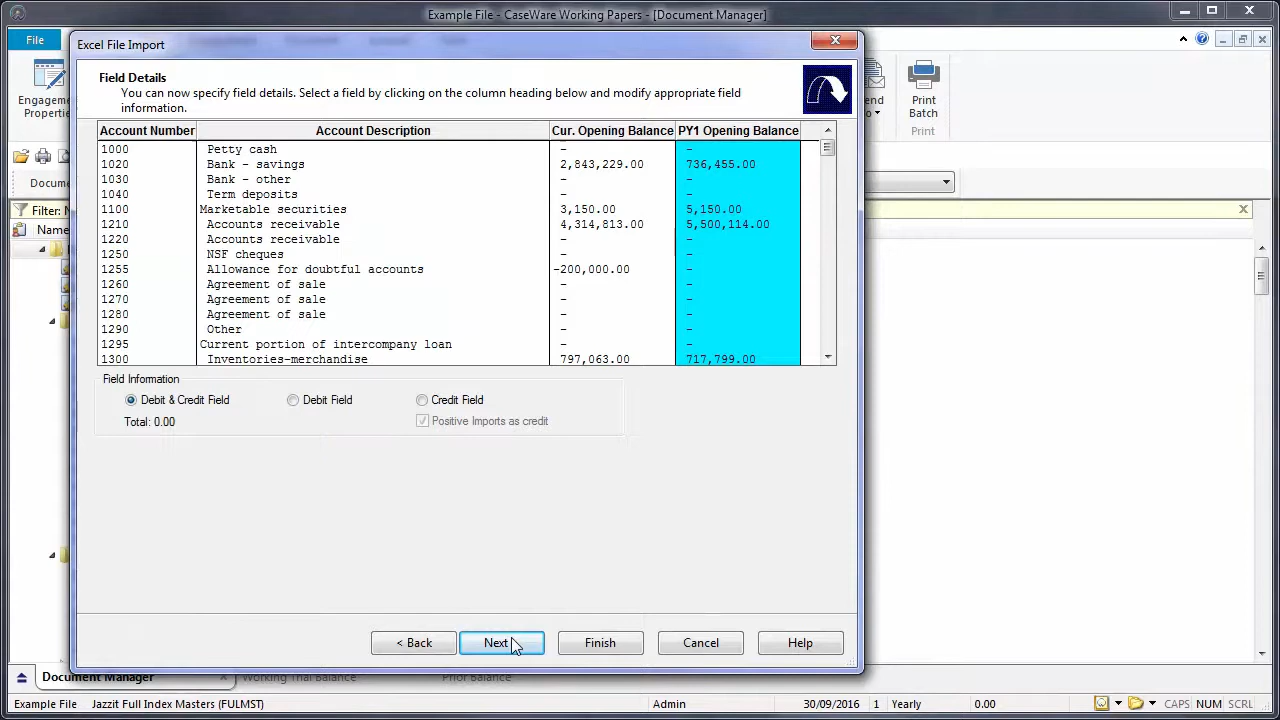 Example File - CaseWare Working Papers - [Document Manager]
File
Excel File Import
Field Details
You can now specify field details. Select a field by clicking on the column heading below and modify appropriate field
information.
Engagement
Properties
Print
Batch
Print
Account Number Account Description Cur. Opening Balance PY1 Opening Balance
1000 Petty cash - -
1020 Bank - savings 2,843,229.00 736,455.00
1030 Bank - other - -
1040 Term deposits - -
1100 Marketable securities 3,150.00 5,150.00
1210 Accounts receivable 4,314,813.00 5,500,114.00
1220 Accounts receivable - -
1250 NSF cheques - -
1255 Allowance for doubtful accounts -200,000.00 -
1260 Agreement of sale - -
1270 Agreement of sale - -
1280 Agreement of sale - -
1290 Other - -
1295 Current portion of intercompany loan - -
1300 Inventories-merchandise 797,063.00 717,799.00
Filter:
Name
Field Information
Debit & Credit Field Debit Field Credit Field
Total: 0.00 Positive Imports as credit
< Back Next Finish Cancel Help
Document Manager Working Trial Balance Prior Balance
Example File Jazzit Full Index Masters (FULMST) Admin 30/09/2016 1 Yearly 0.00 CAPS NUM SCRL